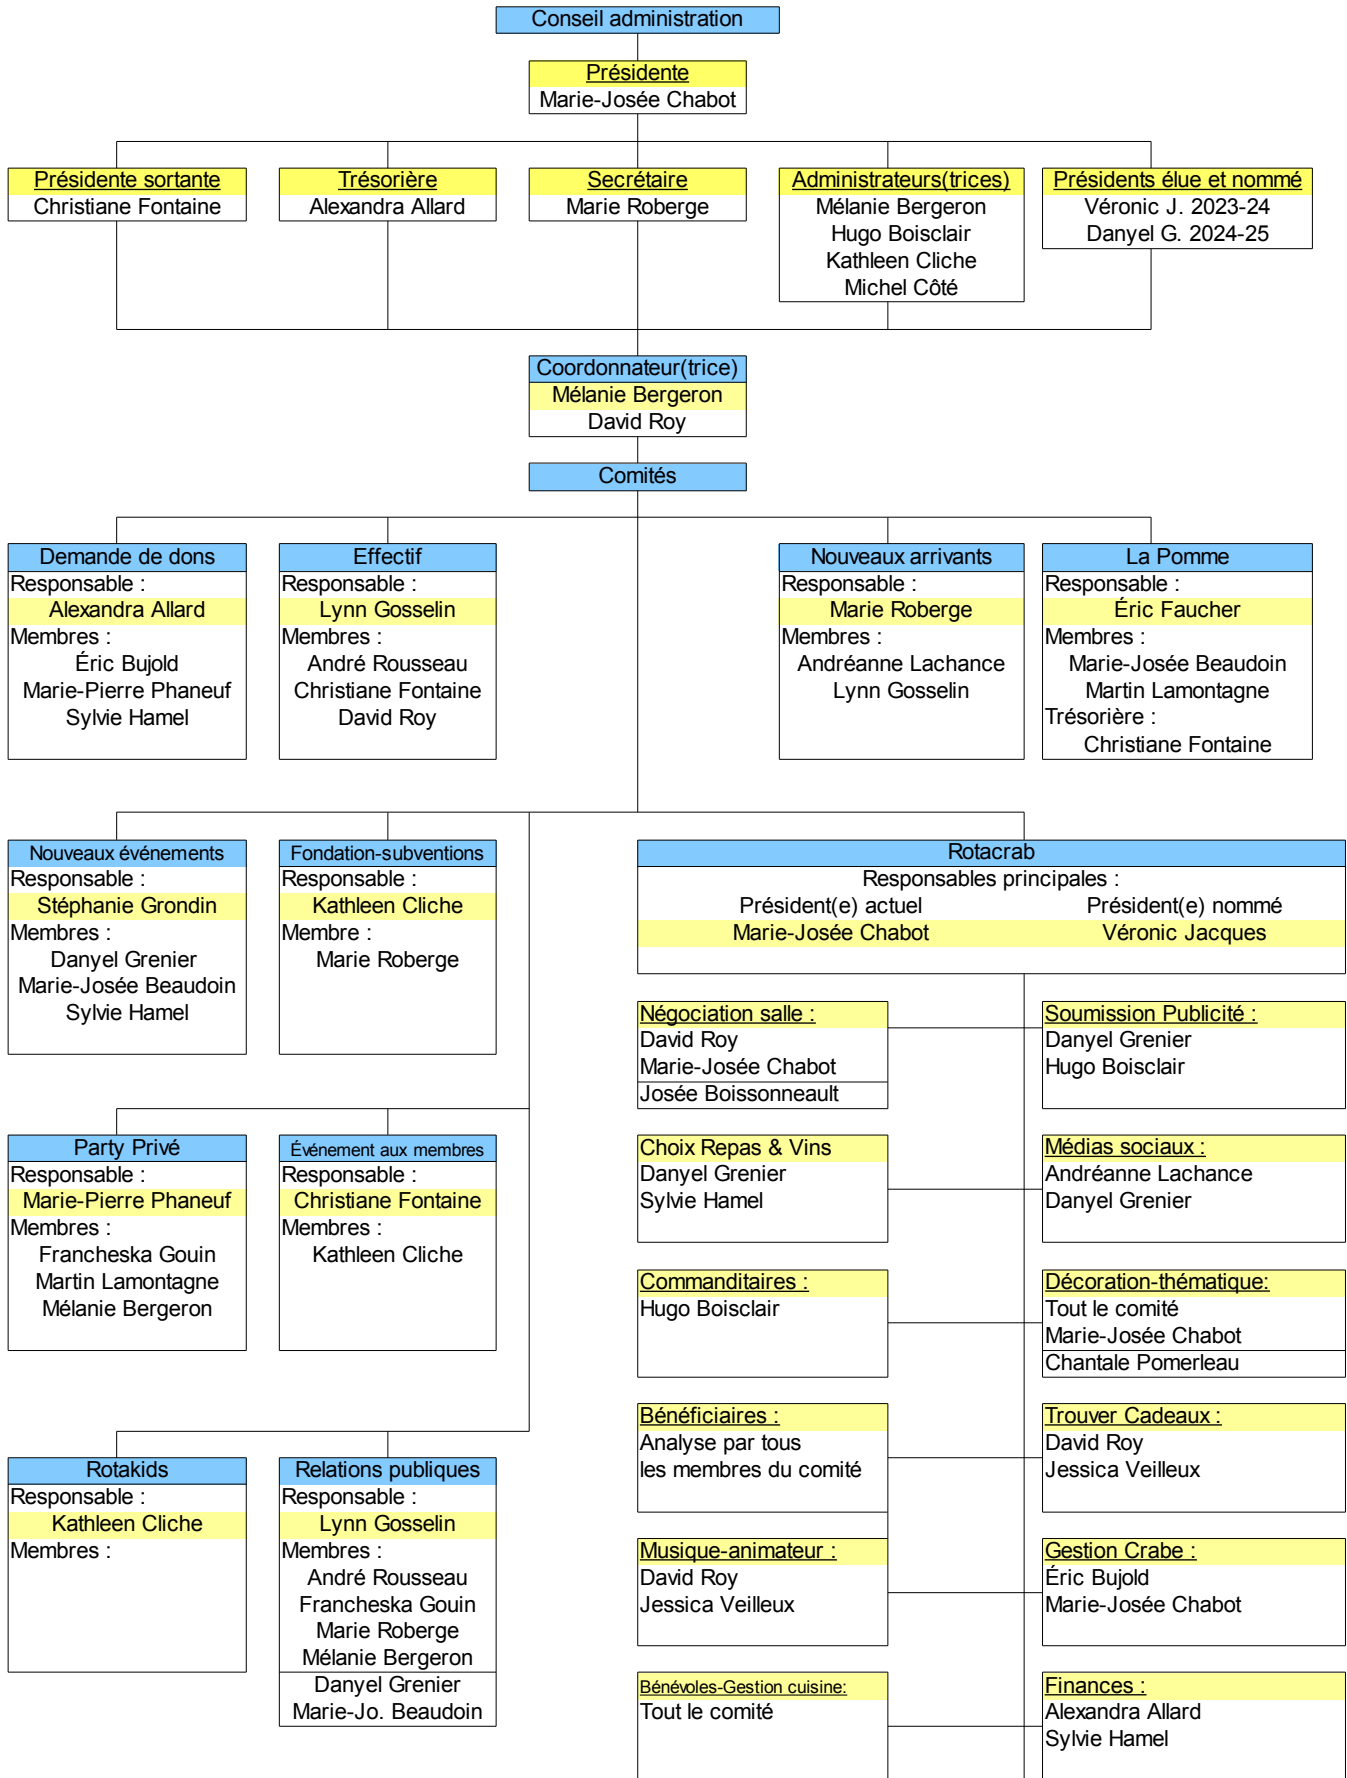 Conseil administration
Présidente
Marie-Josée Chabot
Présidente sortante
Christiane Fontaine
Trésorière
Alexandra Allard
Secrétaire
Marie Roberge
Administrateurs(trices)
Mélanie Bergeron
Hugo Boisclair
Kathleen Cliche
Michel Côté
Présidents élue et nommé
Véronic J. 2023-24
Danyel G. 2024-25
Coordonnateur(trice)
Mélanie Bergeron
David Roy
Comités
Demande de dons
Responsable :
Alexandra Allard
Membres :
Éric Bujold
Marie-Pierre Phaneuf
Sylvie Hamel
Effectif
Responsable :
Lynn Gosselin
Membres :
André Rousseau
Christiane Fontaine
David Roy
Nouveaux arrivants
Responsable :
Marie Roberge
Membres :
Andréanne Lachance
Lynn Gosselin
La Pomme
Responsable :
Éric Faucher
Membres :
Marie-Josée Beaudoin
Martin Lamontagne
Trésorière :
Christiane Fontaine
Nouveaux événements
Responsable :
Stéphanie Grondin
Membres :
Danyel Grenier
Marie-Josée Beaudoin
Sylvie Hamel
Fondation-subventions
Responsable :
Kathleen Cliche
Membre :
Marie Roberge
Party Privé
Responsable :
Marie-Pierre Phaneuf
Membres :
Francheska Gouin
Martin Lamontagne
Mélanie Bergeron
Événement aux membres
Responsable :
Christiane Fontaine
Membres :
Kathleen Cliche
Rotakids
Responsable :
Kathleen Cliche
Membres :
Relations publiques
Responsable :
Lynn Gosselin
Membres :
André Rousseau
Francheska Gouin
Marie Roberge
Mélanie Bergeron
Danyel Grenier
Marie-Jo. Beaudoin
Rotacrab
Responsables principales :
Président(e) actuel
Président(e) nommé
Marie-Josée Chabot
Véronic Jacques
Négociation salle :
David Roy
Marie-Josée Chabot
Josée Boissonneault
Soumission Publicité :
Danyel Grenier
Hugo Boisclair
Choix Repas & Vins
Danyel Grenier
Sylvie Hamel
Médias sociaux :
Andréanne Lachance
Danyel Grenier
Commanditaires :
Hugo Boisclair
Décoration-thématique:
Tout le comité
Marie-Josée Chabot
Chantale Pomerleau
Bénéficiaires :
Analyse par tous
les membres du comité
Trouver Cadeaux :
David Roy
Jessica Veilleux
Musique-animateur :
David Roy
Jessica Veilleux
Gestion Crabe :
Éric Bujold
Marie-Josée Chabot
Bénévoles-Gestion cuisine:
Tout le comité
Finances :
Alexandra Allard
Sylvie Hamel